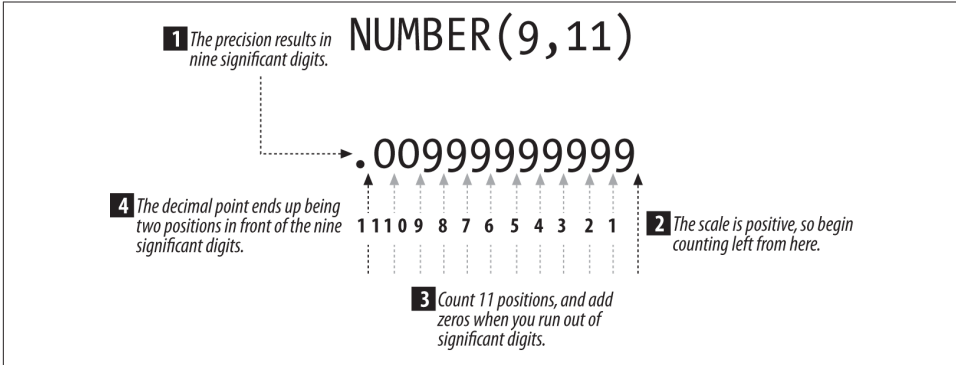 NUMBER(9,11)
1 The precision results in
nine significant digits.
.00999999999
4 The decimal point ends up being
two positions in front of the nine
significant digits.
11 10 9 8 7 6 5 4 3 2 1
2 The scale is positive, so begin
counting left from here.
3 Count 11 positions, and add
zeros when you run out of
significant digits.